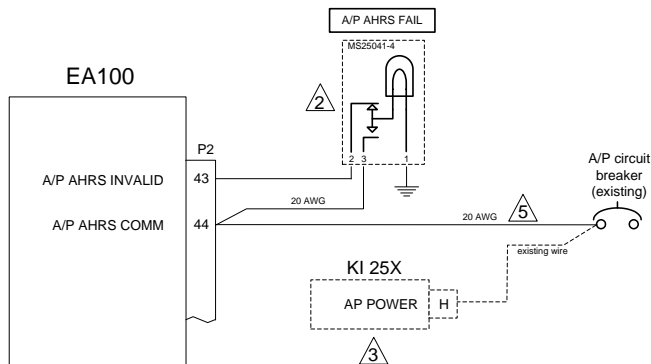 A/P AHRS FAIL
MS25041-4
EA100
2
P2
2 3 1
A/P AHRS INVALID
43
A/P circuit
breaker
(existing)
20 AWG
A/P AHRS COMM
44
20 AWG
5
existing wire
KI 25X
AP POWER
H
3